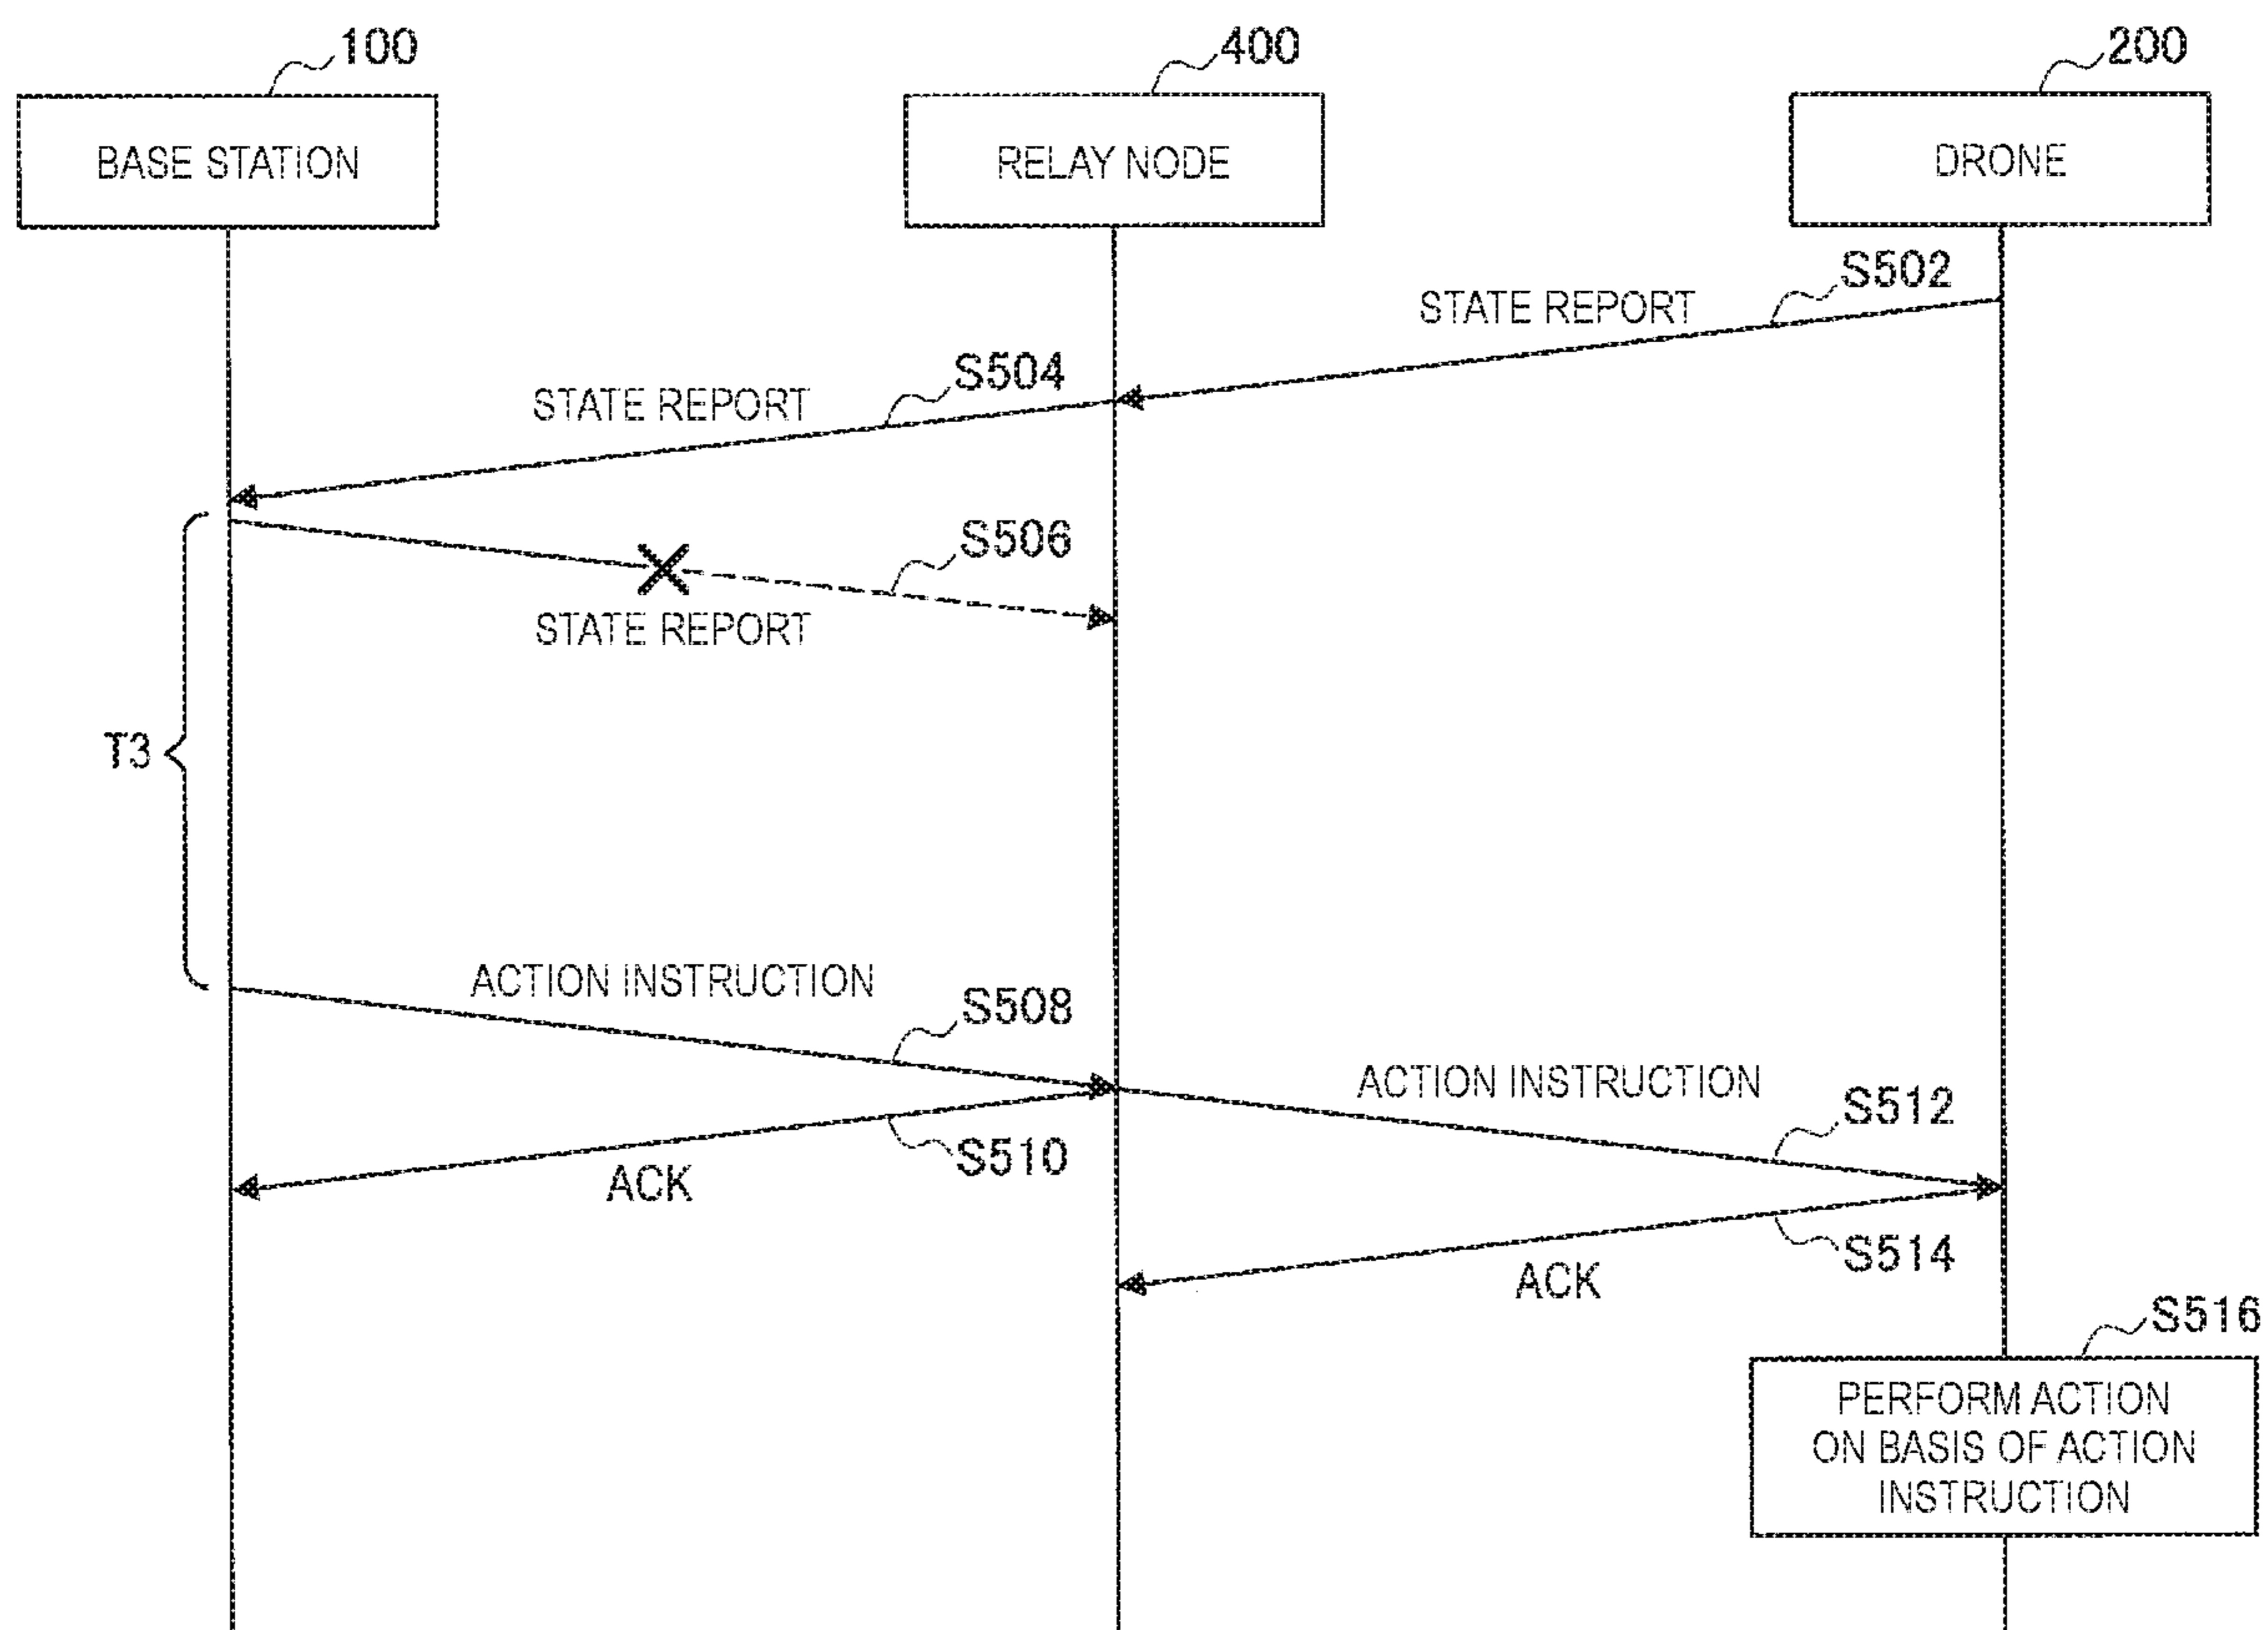 100
400
200
BASE STATION
RELAY NODE
DRONE
S502
STATE REPORT
S504
STATE REPORT
S506
STATE REPORT
T3
ACTION INSTRUCTION
S508
ACTION INSTRUCTION
S512
S510
ACK
S514
ACK
S516
PERFORM ACTION
ON BASIS OF ACTION
INSTRUCTION